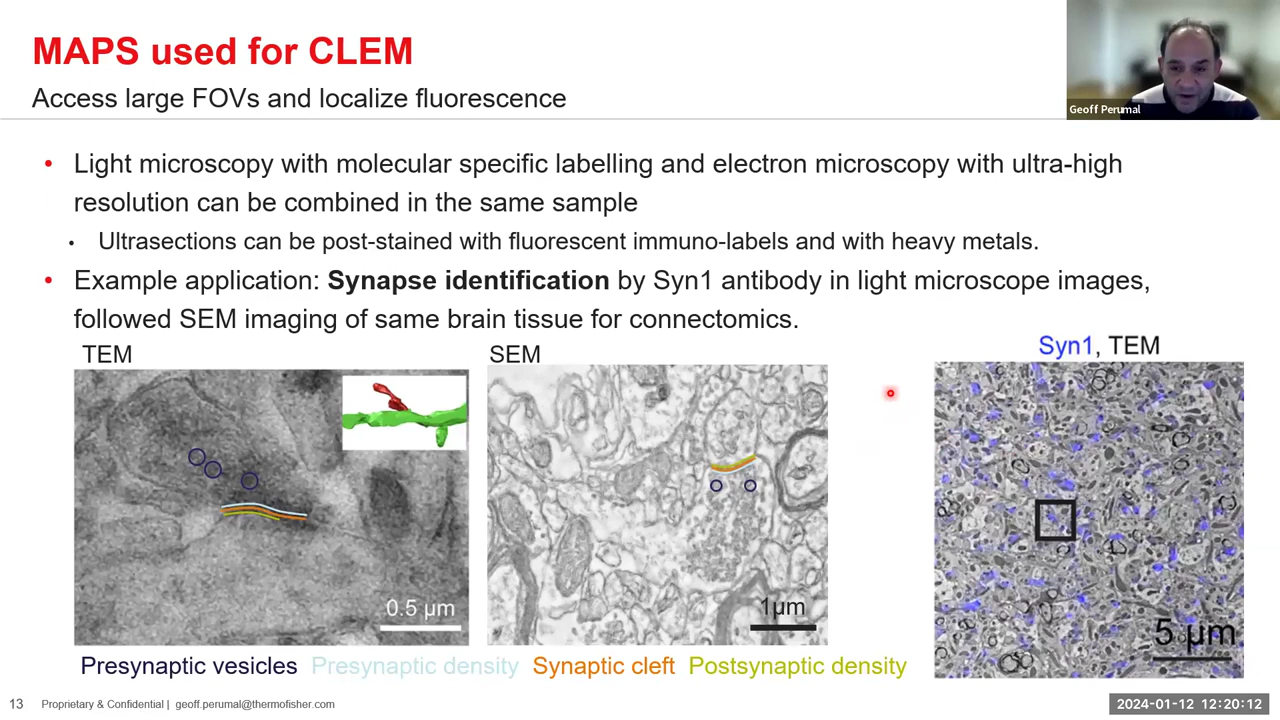 MAPS used for CLEM
Access large FOVs and localize fluorescence
Geoff Perumal
• Light microscopy with molecular specific labelling and electron microscopy with ultra-high
resolution can be combined in the same sample
• Ultrasections can be post-stained with fluorescent immuno-labels and with heavy metals.
• Example application: Synapse identification by Syn1 antibody in light microscope images,
followed SEM imaging of same brain tissue for connectomics.
TEM
SEM
Syn1, TEM
0.5 μm
1μm
5 μm
Presynaptic vesicles Presynaptic density Synaptic cleft Postsynaptic density
13 Proprietary & Confidential | geoff.perumal@thermofisher.com
2024-01-12 12:20:12